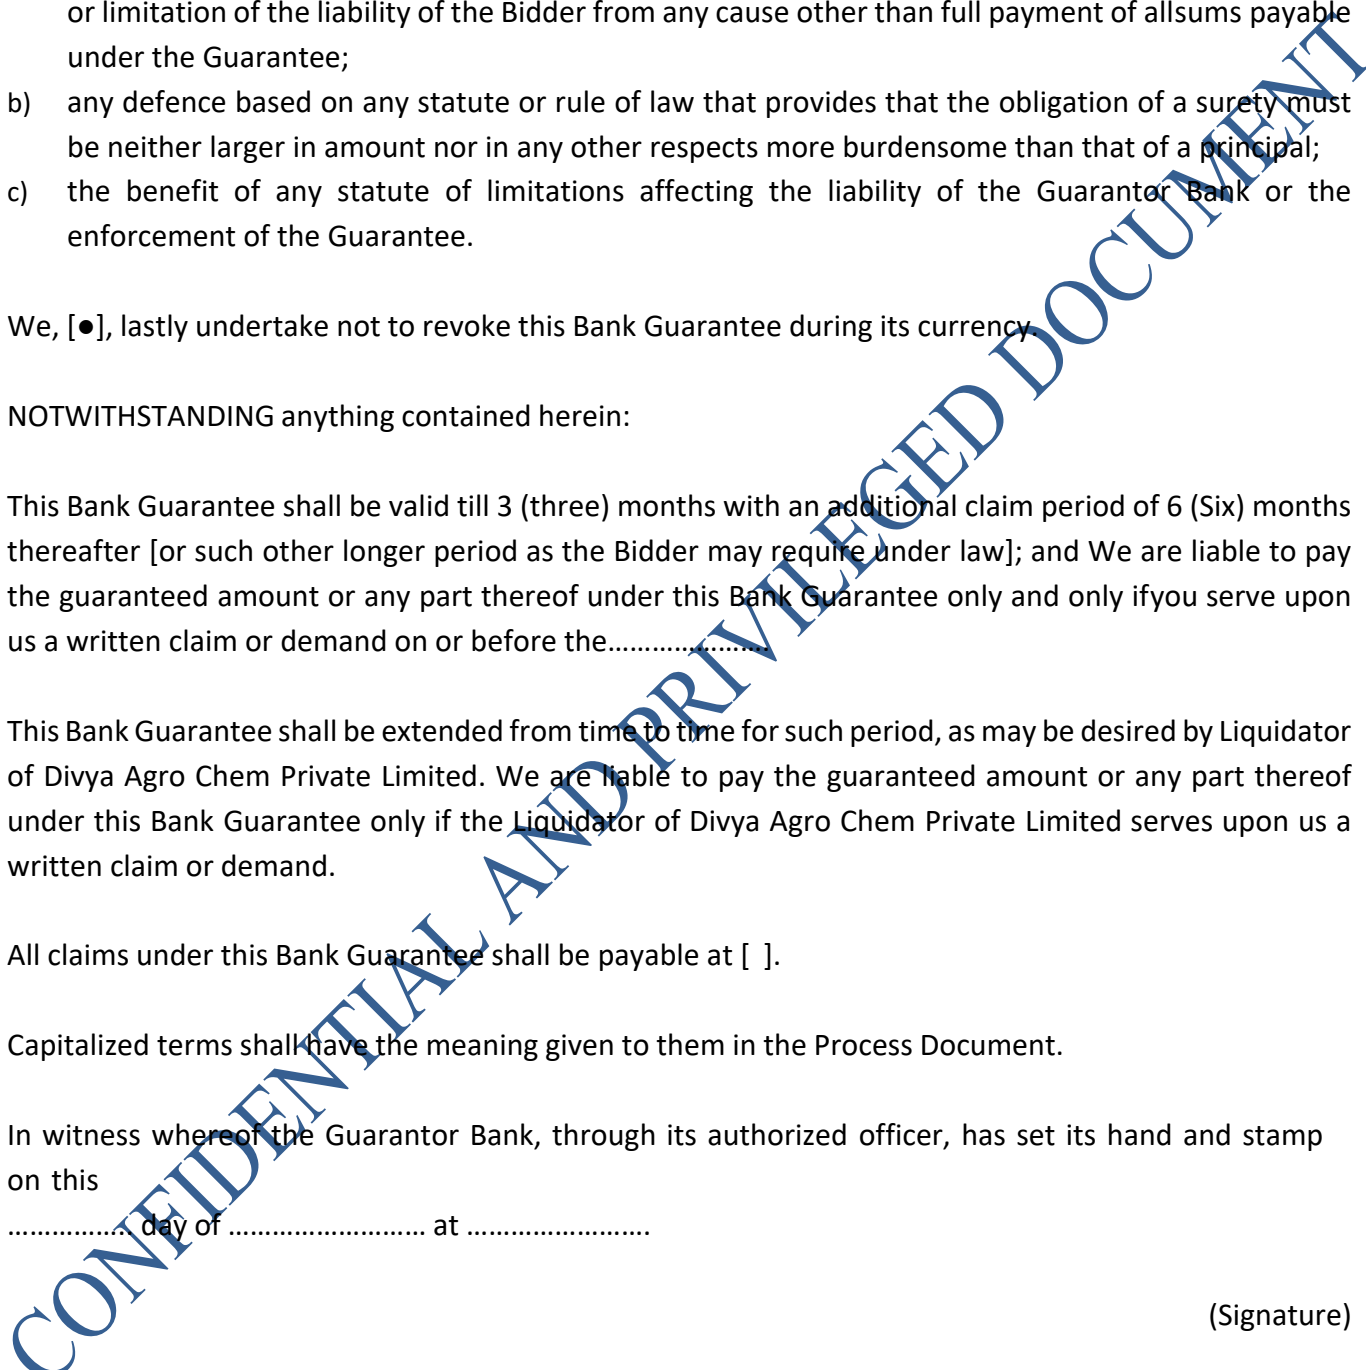 or limitation of the liability of the Bidder from any cause other than full payment of allsums payable
under the Guarantee;
b) any defence based on any statute or rule of law that provides that the obligation of a surety must
be neither larger in amount nor in any other respects more burdensome than that of a principal;
c) the benefit of any statute of limitations affecting the liability of the Guarantor Bank or the
enforcement of the Guarantee.
We, [●], lastly undertake not to revoke this Bank Guarantee during its currency.
NOTWITHSTANDING anything contained herein:
This Bank Guarantee shall be valid till 3 (three) months with an additional claim period of 6 (Six) months
thereafter [or such other longer period as the Bidder may require under law]; and We are liable to pay
the guaranteed amount or any part thereof under this Bank Guarantee only and only ifyou serve upon
us a written claim or demand on or before the………………….
This Bank Guarantee shall be extended from time to time for such period, as may be desired by Liquidator
of Divya Agro Chem Private Limited. We are liable to pay the guaranteed amount or any part thereof
under this Bank Guarantee only if the Liquidator of Divya Agro Chem Private Limited serves upon us a
written claim or demand.
All claims under this Bank Guarantee shall be payable at [ ].
Capitalized terms shall have the meaning given to them in the Process Document.
In witness whereof the Guarantor Bank, through its authorized officer, has set its hand and stamp
on this
…………….. day of ……………………… at …………………….
(Signature)
CONFIDENTIAL AND PRIVILEGED DOCUMENT